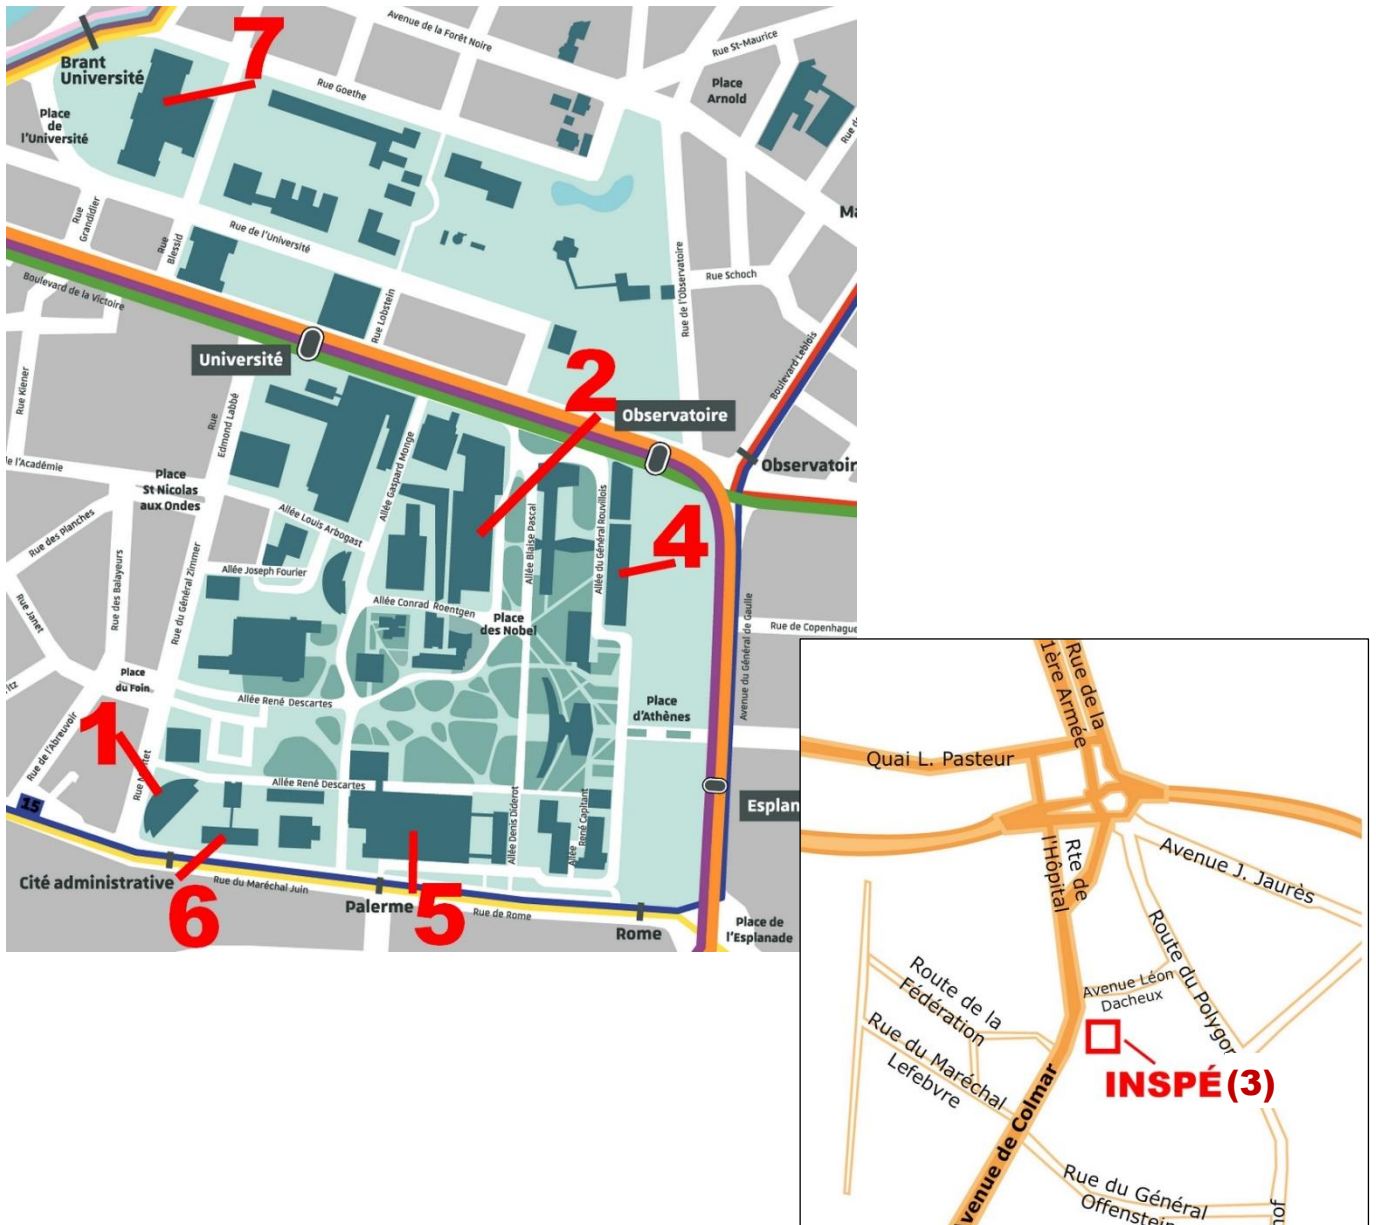 7
Avenue de la Forêt Noire
Rue St-Maurice
Brant
Université
Place
Arnold
Rue Goethe
Place
de
l'Université
Rue
Grandidier
Rue
Blessid
Rue de l'Université
Rue de l'Observatoire
Rue Schoch
Boulevard de la Victoire
Rue Lobstein
Boulevard Leblois
Université
2
Observatoire
Rue Kiener
Rue
Edmond Labbé
Allée Gaspard Monge
Place
St Nicolas
aux Ondes
Allée Louis Arbogast
Allée Blaise Pascal
Allée du Général Rouvillois
4
Rue des Planches
Rue des Balayeurs
Rue du Général Zimmer
Allée Joseph Fourier
Rue Janet
Allée Conrad Roentgen
Place
des Nobel
Avenue du Général de Gaulle
Rue de Copenhague
Place
du Foin
Allée René Descartes
Place
d'Athènes
1
Rue de l'Abreuvoir
Allée René Descartes
15
Allée Denis Diderot
Allée
René Capitant
Cité administrative
6
Rue du Maréchal Juin
Palerme
5
Rue de Rome
Rome
Place de
l'Esplanade
Rue de la
1ère Armée
Quai L. Pasteur
Rte de
l'Hôpital
Avenue J. Jaurès
Route du
Avenue Léon
Dacheux
Route de la
Fédération
Rue du Maréchal
Lefebvre
INSPÉ (3)
Rue du Général